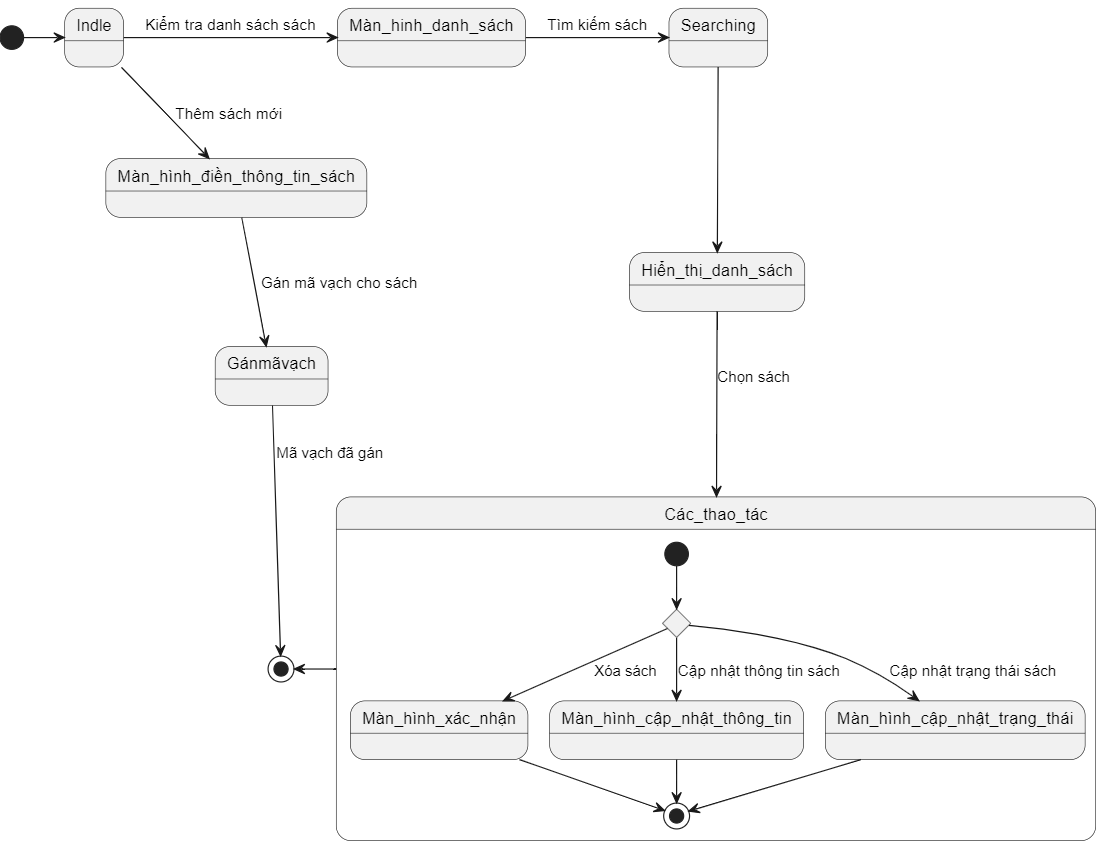 Indle
Kiểm tra danh sách sách
Màn_hinh_danh_sách
Tìm kiếm sách
Searching
Thêm sách mới
Màn_hình_điền_thông_tin_sách
Hiển_thị_danh_sách
Gán mã vạch cho sách
Gánmãvạch
Chọn sách
Mã vạch đã gán
Các_thao_tác
Xóa sách
Cập nhật thông tin sách
Cập nhật trạng thái sách
Màn_hình_xác_nhận
Màn_hình_cập_nhật_thông_tin
Màn_hình_cập_nhật_trạng_thái